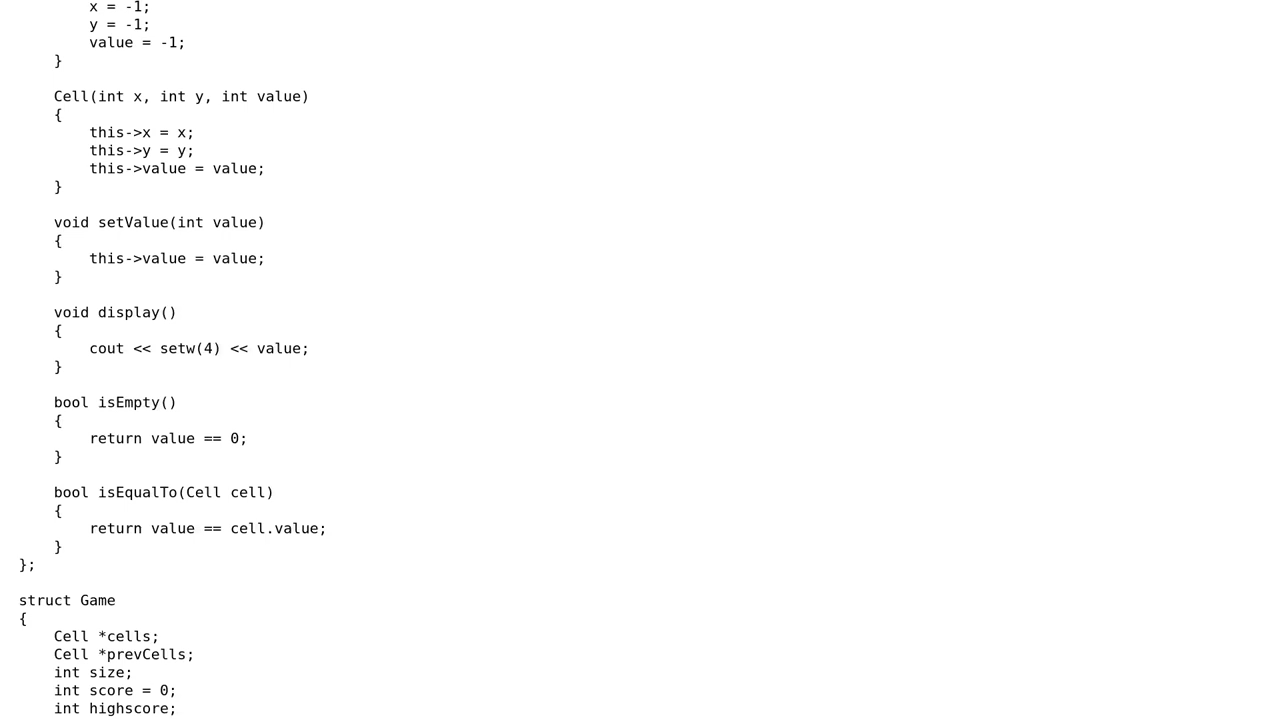 x = -1;
        y = -1;
        value = -1;
    }

    Cell(int x, int y, int value)
    {
        this->x = x;
        this->y = y;
        this->value = value;
    }

    void setValue(int value)
    {
        this->value = value;
    }

    void display()
    {
        cout << setw(4) << value;
    }

    bool isEmpty()
    {
        return value == 0;
    }

    bool isEqualTo(Cell cell)
    {
        return value == cell.value;
    }
};

struct Game
{
    Cell *cells;
    Cell *prevCells;
    int size;
    int score = 0;
    int highscore;